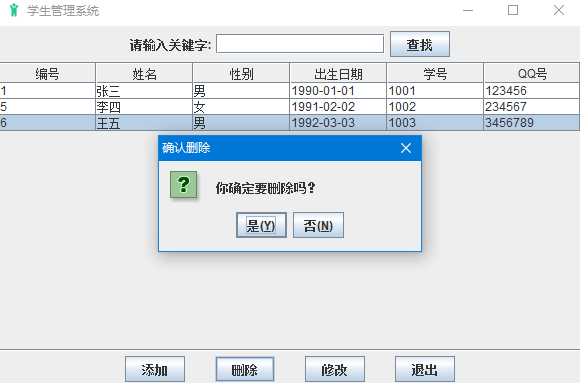 学生管理系统
请输入关键字: 查找
编号 姓名 性别 出生日期 学号 QQ号
1 张三 男 1990-01-01 1001 123456
5 李四 女 1991-02-02 1002 234567
6 王五 男 1992-03-03 1003 3456789
确认删除
?
你确定要删除吗?
是(Y) 否(N)
添加 删除 修改 退出